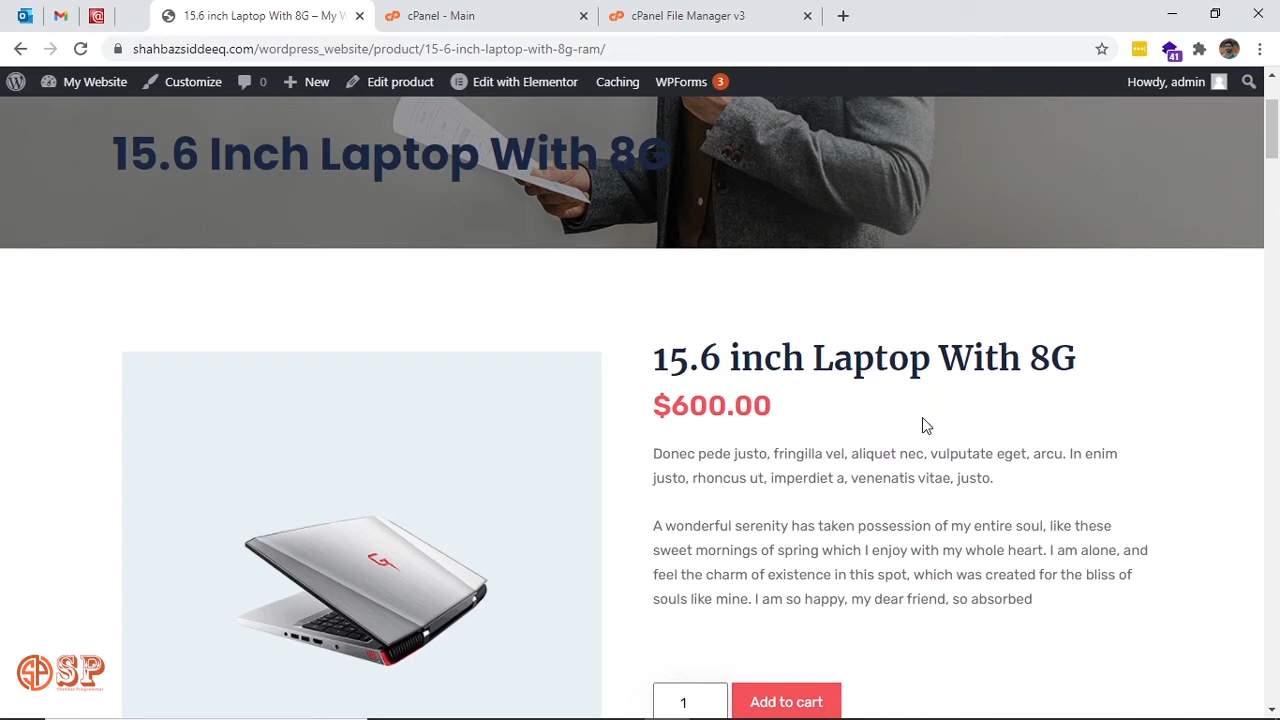 15.6 inch Laptop With 8G – My W
cPanel - Main
cPanel File Manager v3
shahbazsiddeeq.com/wordpress_website/product/15-6-inch-laptop-with-8g-ram/
41
My Website
Customize
0
New
Edit product
Edit with Elementor
Caching
WPForms 3
Howdy, admin
15.6 Inch Laptop With 8G
15.6 inch Laptop With 8G
$600.00
Donec pede justo, fringilla vel, aliquet nec, vulputate eget, arcu. In enim
justo, rhoncus ut, imperdiet a, venenatis vitae, justo.
A wonderful serenity has taken possession of my entire soul, like these
sweet mornings of spring which I enjoy with my whole heart. I am alone, and
feel the charm of existence in this spot, which was created for the bliss of
souls like mine. I am so happy, my dear friend, so absorbed
1
Add to cart
SP
SP